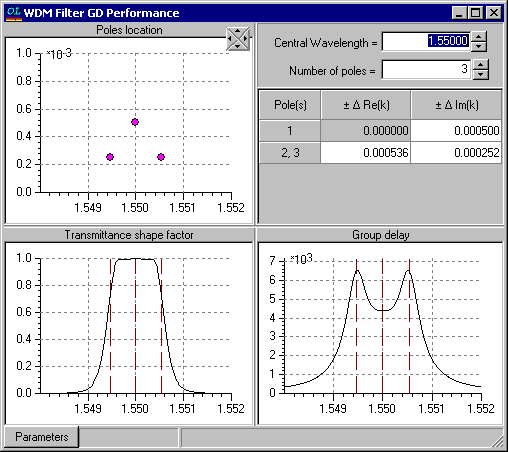 OL WDM Filter GD Performance
Poles location
*10-3
1.0
0.8
0.6
0.4
0.2
0.0
1.549 1.550 1.551 1.552
Central Wavelength = 1.55000
Number of poles = 3
Pole(s) ± Δ Re(k) ± Δ Im(k)
1 0.000000 0.000500
2, 3 0.000536 0.000252
Transmittance shape factor
1.0
0.8
0.6
0.4
0.2
0.0
1.549 1.550 1.551 1.552
Group delay
*103
7
6
5
4
3
2
1
0
1.549 1.550 1.551 1.552
Parameters